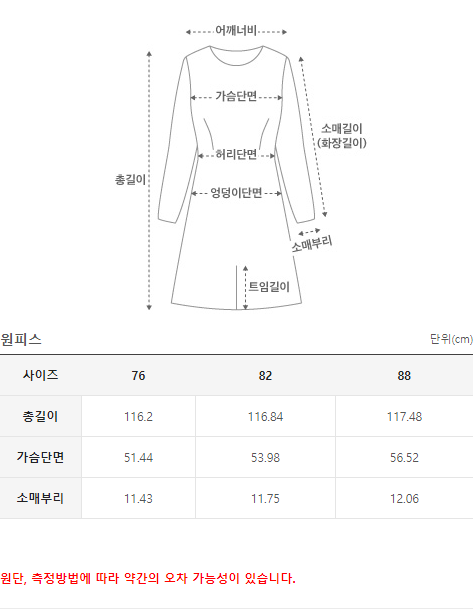 어깨너비
가슴단면
소매길이
(화장길이)
허리단면
총길이
엉덩이단면
소매부리
트임길이
원피스 단위(cm)
사이즈 76 82 88
총길이 116.2 116.84 117.48
가슴단면 51.44 53.98 56.52
소매부리 11.43 11.75 12.06
원단, 측정방법에 따라 약간의 오차 가능성이 있습니다.